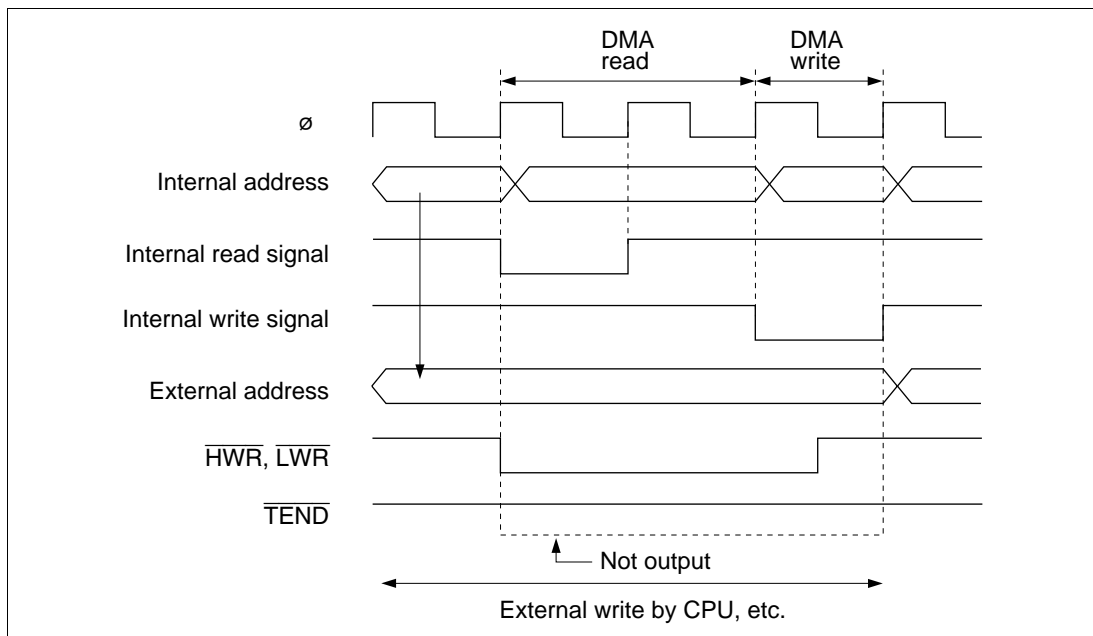 DMA
read
DMA
write
ø
Internal address
Internal read signal
Internal write signal
External address
HWR, LWR
TEND
Not output
External write by CPU, etc.